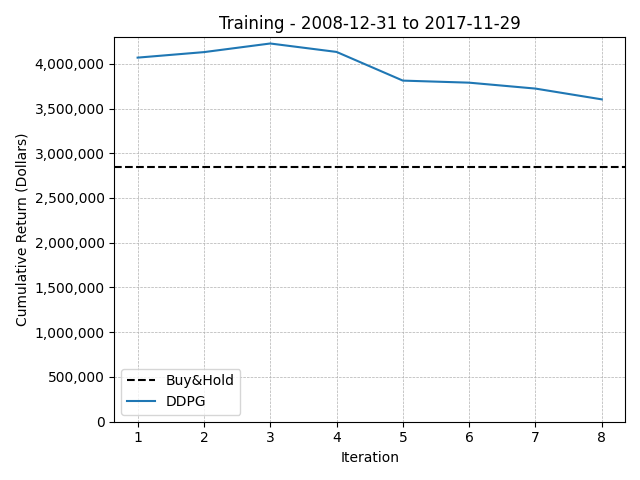 Training - 2008-12-31 to 2017-11-29
Cumulative Return (Dollars)
4,000,000
3,500,000
3,000,000
2,500,000
2,000,000
1,500,000
1,000,000
500,000
0
Buy&Hold
DDPG
1 2 3 4 5 6 7 8
Iteration